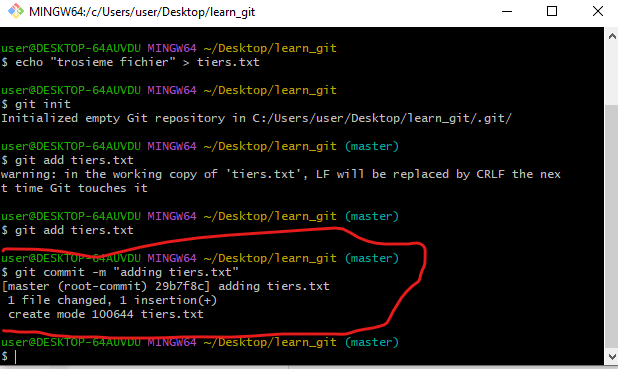 MINGW64:/c/Users/user/Desktop/learn_git
user@DESKTOP-64AUVDU MINGW64 ~/Desktop/learn_git
$ echo "trosieme fichier" > tiers.txt
user@DESKTOP-64AUVDU MINGW64 ~/Desktop/learn_git
$ git init
Initialized empty Git repository in C:/Users/user/Desktop/learn_git/.git/
user@DESKTOP-64AUVDU MINGW64 ~/Desktop/learn_git (master)
$ git add tiers.txt
warning: in the working copy of 'tiers.txt', LF will be replaced by CRLF the nex
t time Git touches it
user@DESKTOP-64AUVDU MINGW64 ~/Desktop/learn_git (master)
$ git add tiers.txt
user@DESKTOP-64AUVDU MINGW64 ~/Desktop/learn_git (master)
$ git commit -m "adding tiers.txt"
[master (root-commit) 29b7f8c] adding tiers.txt
 1 file changed, 1 insertion(+)
 create mode 100644 tiers.txt
user@DESKTOP-64AUVDU MINGW64 ~/Desktop/learn_git (master)
$